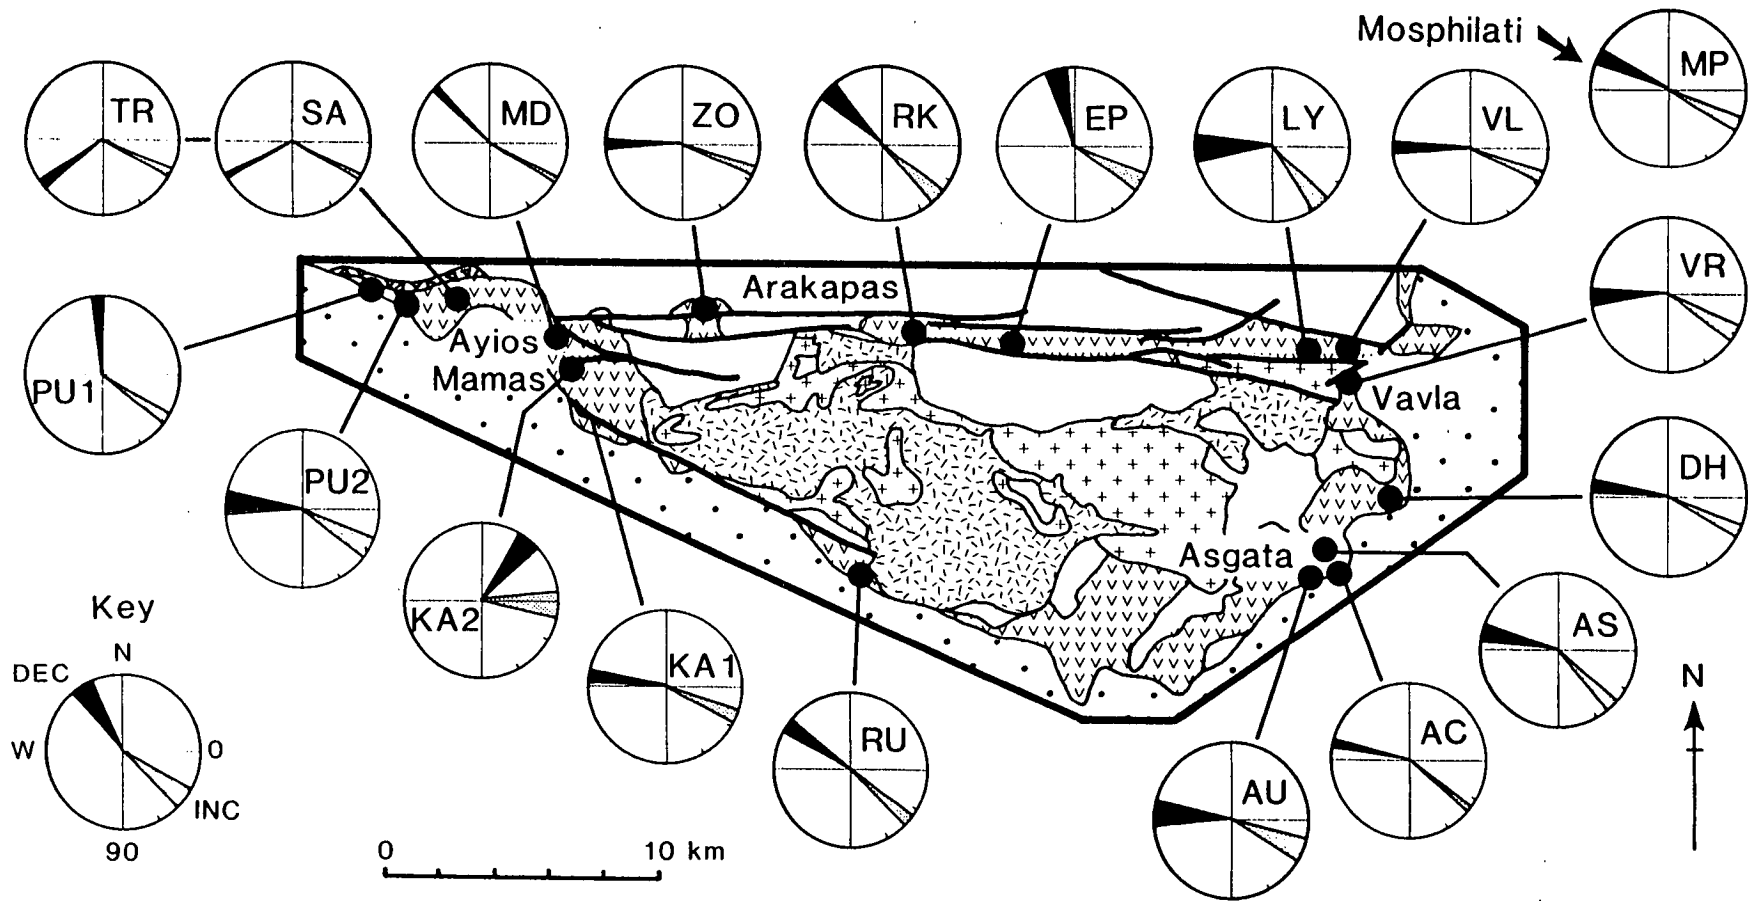 Mosphilati
MP
TR
SA
MD
ZO
RK
EP
LY
VL
VR
Arakapas
PU1
Ayios
Mamas
Vavla
PU2
DH
Asgata
KA2
Key
N
DEC
W
O
INC
90
KA1
AS
N
RU
AC
AU
0
10 km